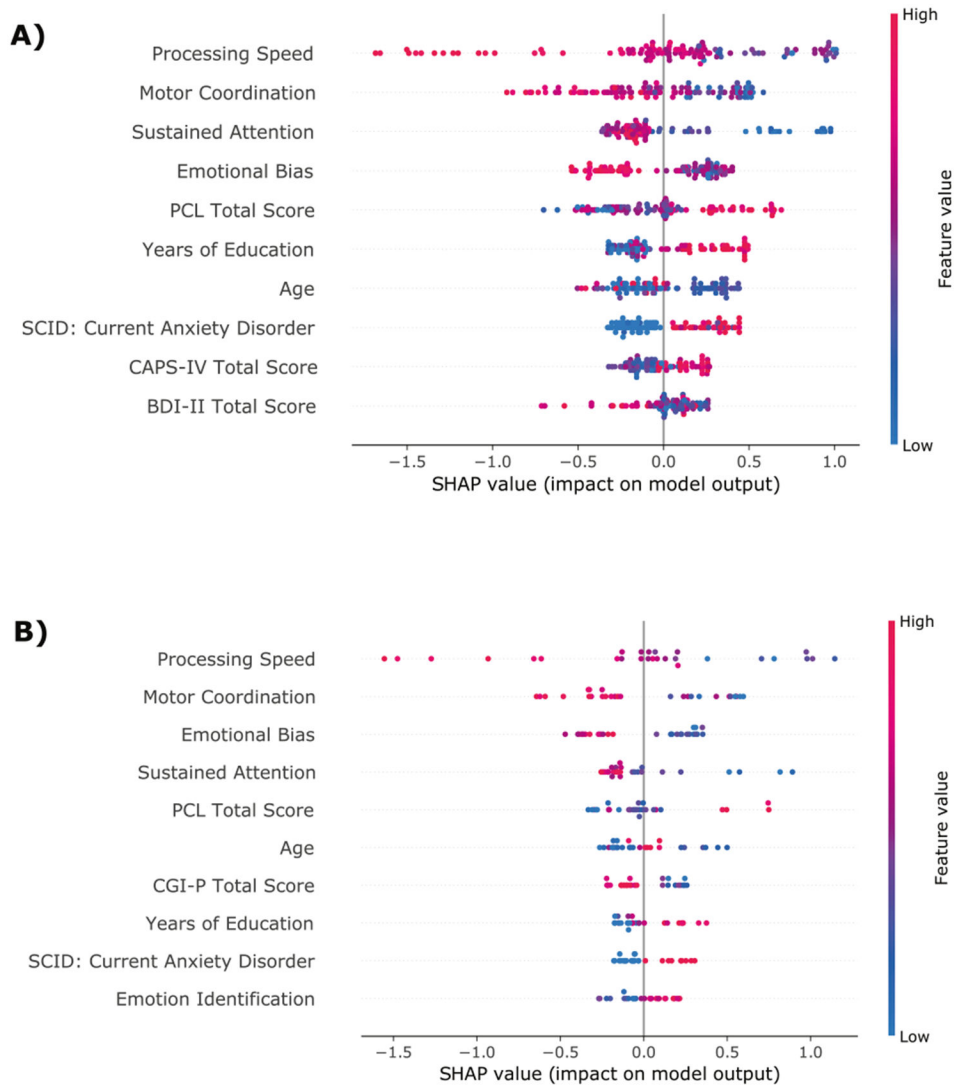 A)
High
Processing Speed
Motor Coordination
Sustained Attention
Emotional Bias
PCL Total Score
Years of Education
Age
SCID: Current Anxiety Disorder
CAPS-IV Total Score
BDI-II Total Score
Feature value
Low
−1.5 −1.0 −0.5 0.0 0.5 1.0
SHAP value (impact on model output)
B)
High
Processing Speed
Motor Coordination
Emotional Bias
Sustained Attention
PCL Total Score
Age
CGI-P Total Score
Years of Education
SCID: Current Anxiety Disorder
Emotion Identification
Feature value
Low
−1.5 −1.0 −0.5 0.0 0.5 1.0
SHAP value (impact on model output)